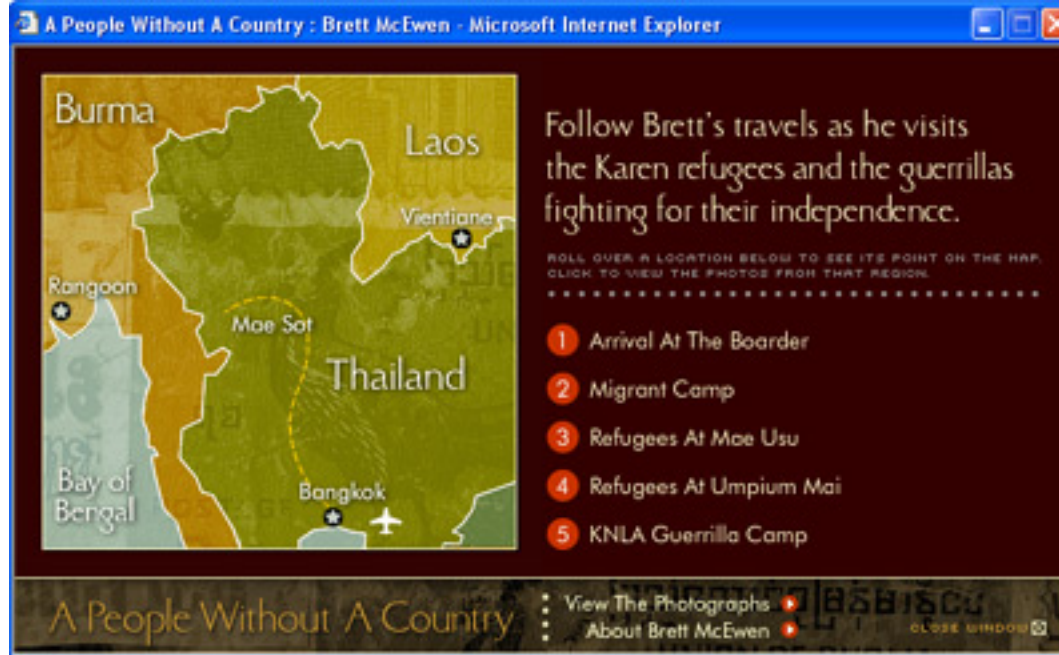 A People Without A Country : Brett McEwen - Microsoft Internet Explorer
Burma
Laos
Vientiane
Rangoon
Mae Sot
Thailand
Bay of
Bengal
Bangkok
Follow Brett's travels as he visits
the Karen refugees and the guerrillas
fighting for their independence.
ROLL OVER A LOCATION BELOW TO SEE ITS POINT ON THE MAP.
CLICK TO VIEW THE PHOTOS FROM THAT REGION.
1 Arrival At The Boarder
2 Migrant Camp
3 Refugees At Mae Usu
4 Refugees At Umpium Mai
5 KNLA Guerrilla Camp
A People Without A Country
View The Photographs
About Brett McEwen
CLOSE WINDOW